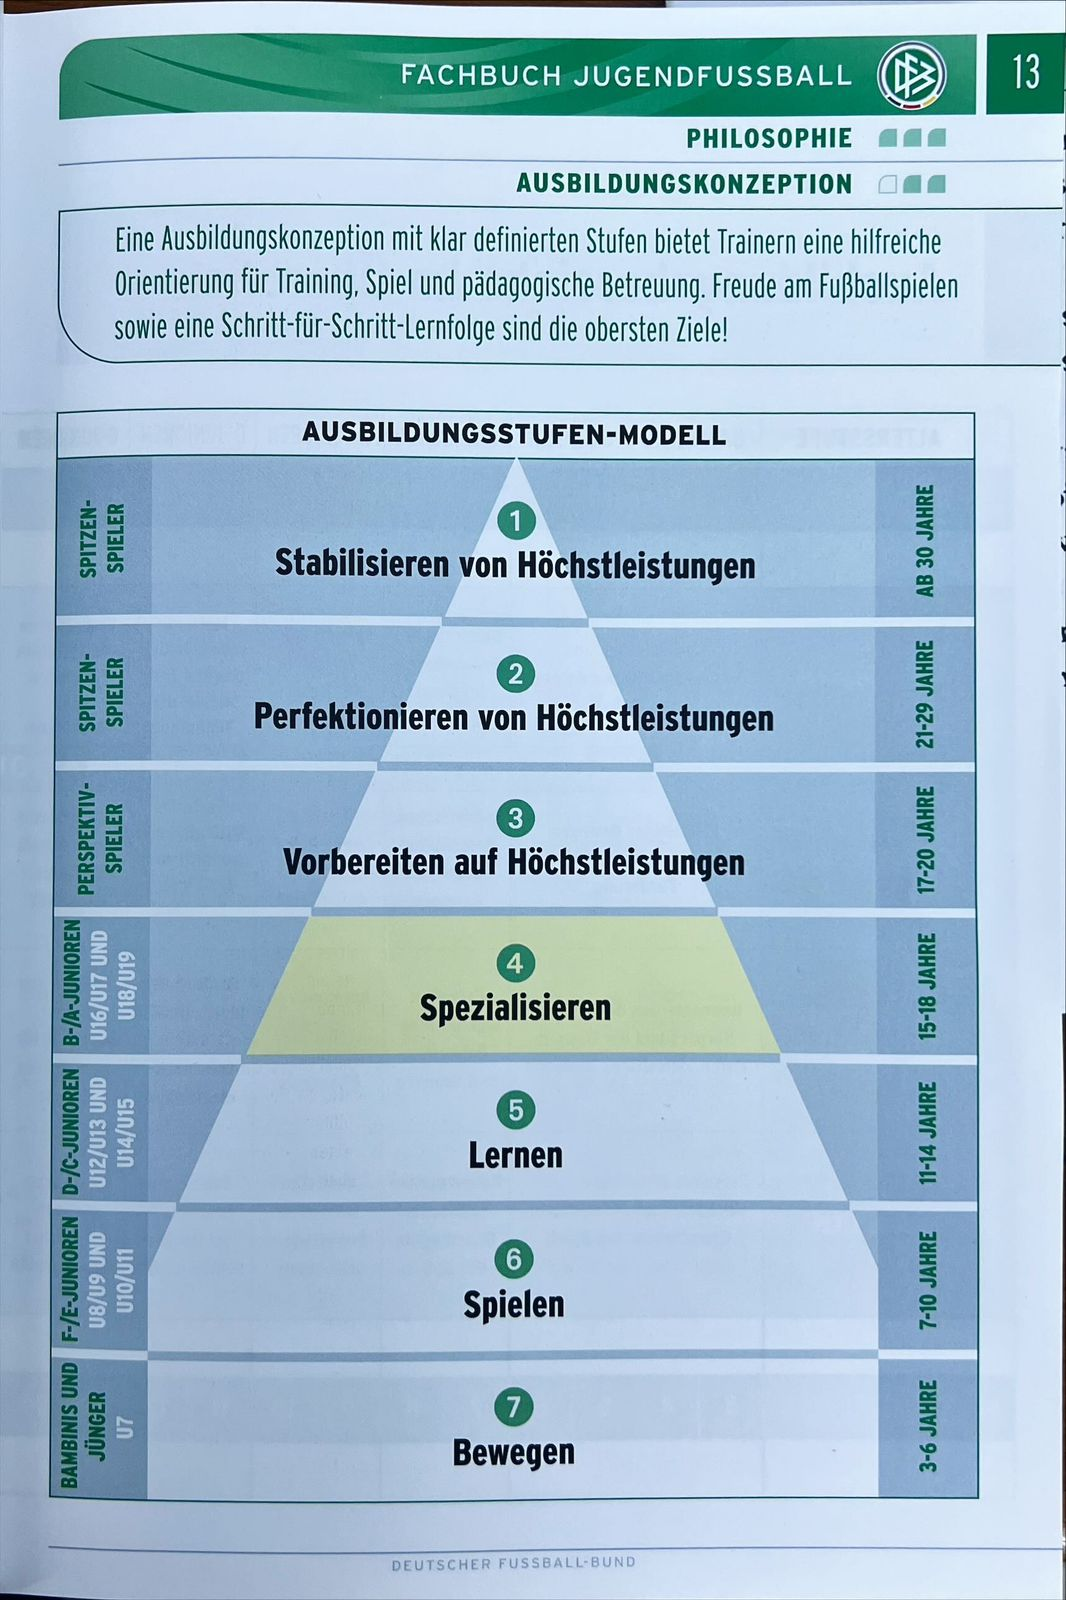 FACHBUCH JUGENDFUSSBALL
DFB
13
PHILOSOPHIE
AUSBILDUNGSKONZEPTION
Eine Ausbildungskonzeption mit klar definierten Stufen bietet Trainern eine hilfreiche
Orientierung für Training, Spiel und pädagogische Betreuung. Freude am Fußballspielen
sowie eine Schritt-für-Schritt-Lernfolge sind die obersten Ziele!
AUSBILDUNGSSTUFEN-MODELL
SPITZEN-
SPIELER
1
Stabilisieren von Höchstleistungen
AB 30 JAHRE
SPITZEN-
SPIELER
2
Perfektionieren von Höchstleistungen
21-29 JAHRE
PERSPEKTIV-
SPIELER
3
Vorbereiten auf Höchstleistungen
17-20 JAHRE
B-/A-JUNIOREN
U16/U17 UND
U18/U19
4
Spezialisieren
15-18 JAHRE
D-/C-JUNIOREN
U12/U13 UND
U14/U15
5
Lernen
11-14 JAHRE
F-/E-JUNIOREN
U8/U9 UND
U10/U11
6
Spielen
7-10 JAHRE
BAMBINIS UND
JÜNGER
U7
7
Bewegen
3-6 JAHRE
DEUTSCHER FUSSBALL-BUND